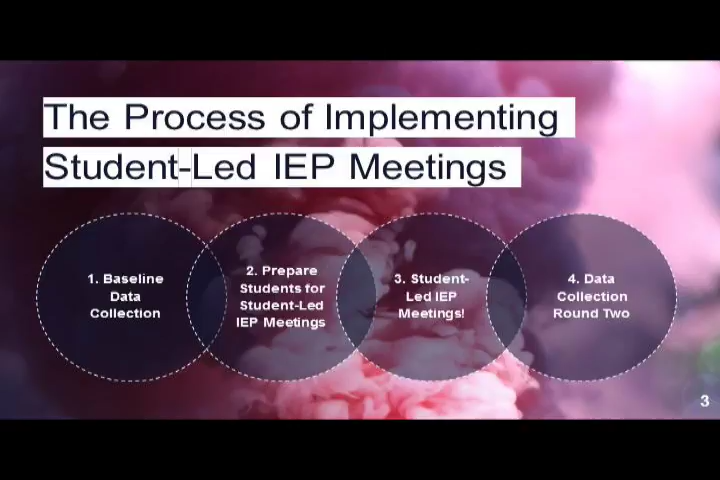 The Process of Implementing
Student-Led IEP Meetings
1. Baseline
Data
Collection
2. Prepare
Students for
Student-Led
IEP Meetings
3. Student-
Led IEP
Meetings!
4. Data
Collection
Round Two
3